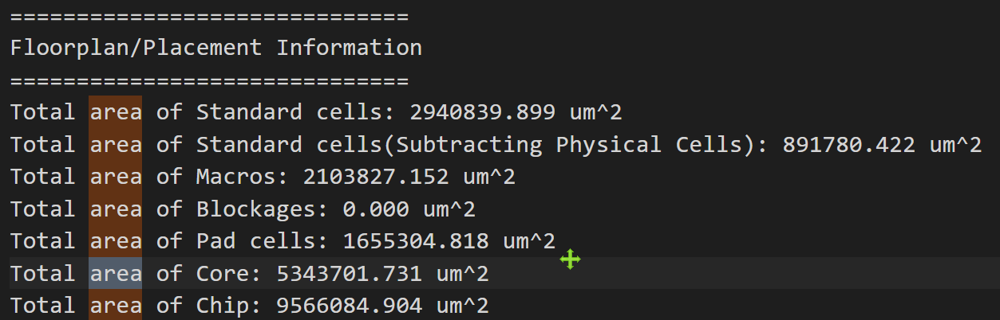 ==============================
Floorplan/Placement Information
==============================
Total area of Standard cells: 2940839.899 um^2
Total area of Standard cells(Subtracting Physical Cells): 891780.422 um^2
Total area of Macros: 2103827.152 um^2
Total area of Blockages: 0.000 um^2
Total area of Pad cells: 1655304.818 um^2
Total area of Core: 5343701.731 um^2
Total area of Chip: 9566084.904 um^2